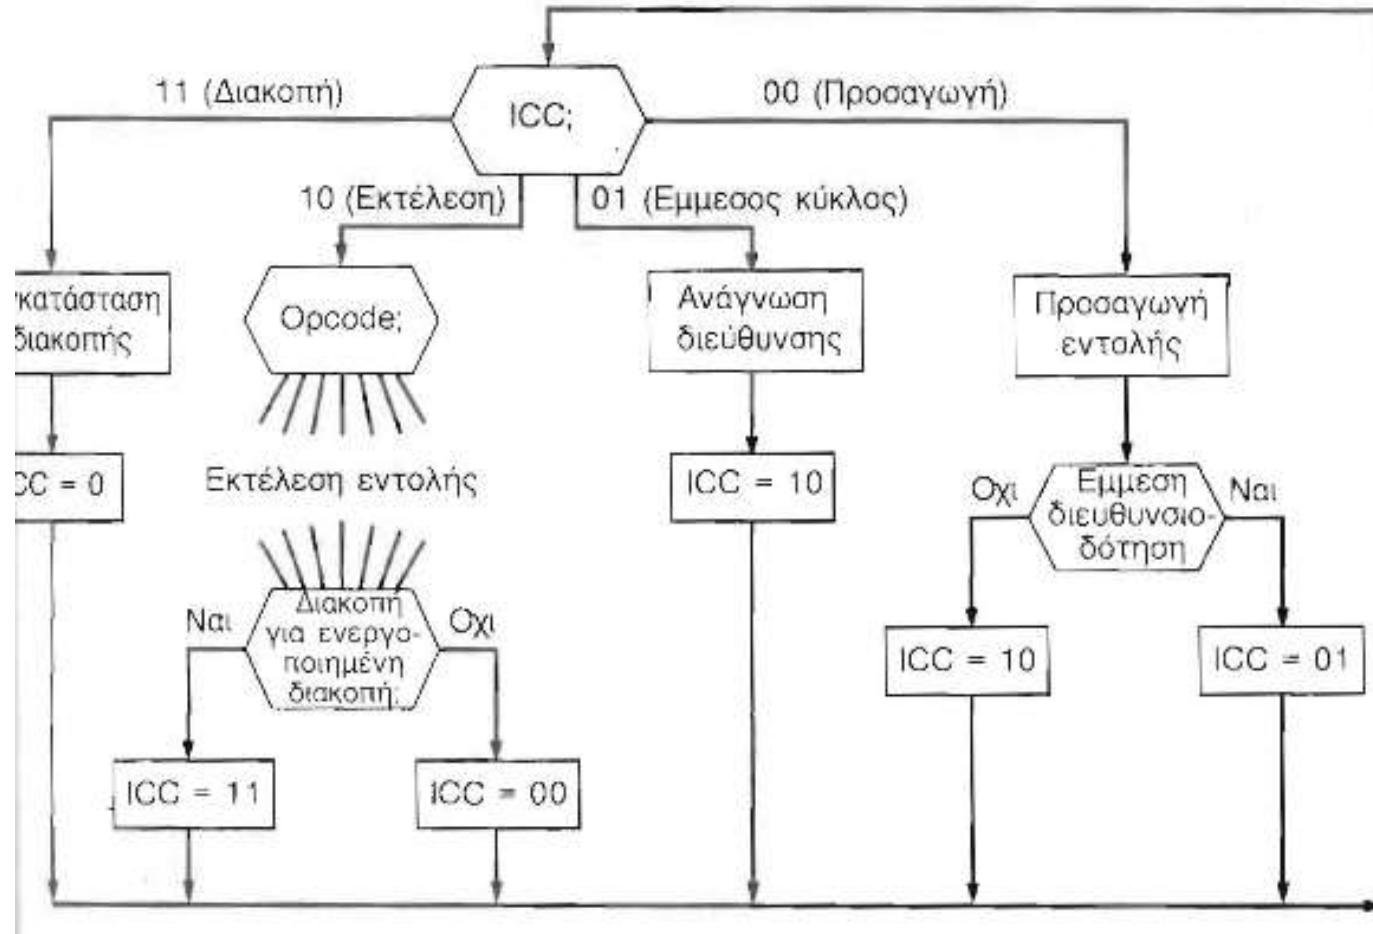 11 (Διακοπή)
ICC;
00 (Προσαγωγή)
10 (Εκτέλεση)
01 (Εμμεσος κύκλος)
γκατάσταση
διακοπής
Opcode;
Ανάγνωση
διεύθυνσης
Προσαγωγή
εντολής
CC = 0
Εκτέλεση εντολής
ICC = 10
Οχι
Εμμεση
διευθυνσιο-
δότηση
Ναι
Ναι
Διακοπή
για ενεργο-
ποιημένη
διακοπή;
Οχι
ICC = 10
ICC = 01
ICC = 11
ICC = 00